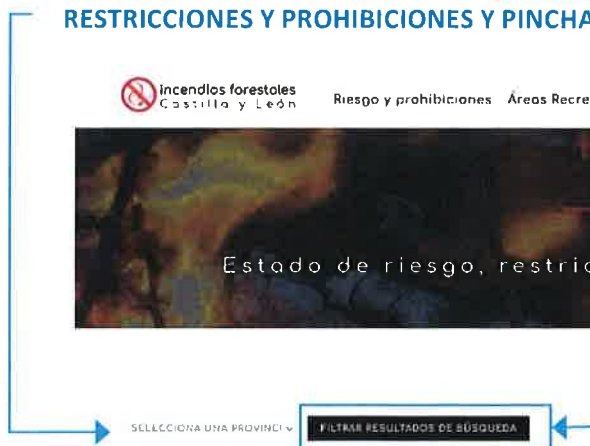 RESTRICCIONES Y PROHIBICIONES Y PINCHA
incendios forestales
Castilla y León
Riesgo y prohibiciones Áreas Recre
Estado de riesgo, restric
SELECCIONA UNA PROVINCI
FILTRAR RESULTADOS DE BÚSQUEDA